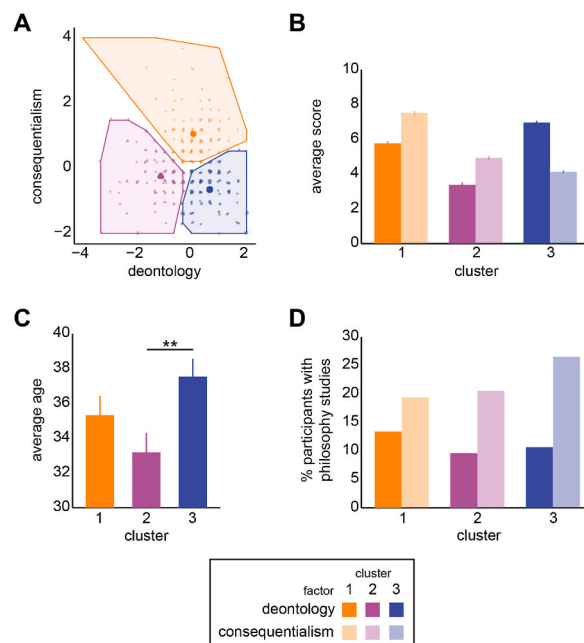 A
4
2
0
−2
−4
−2
0
2
consequentialism
deontology
B
10
8
6
4
2
0
1
2
3
average score
cluster
C
40
38
36
34
32
30
**
1
2
3
average age
cluster
D
30
25
20
15
10
5
0
1
2
3
% participants with
philosophy studies
cluster
cluster
factor 1 2 3
deontology
consequentialism